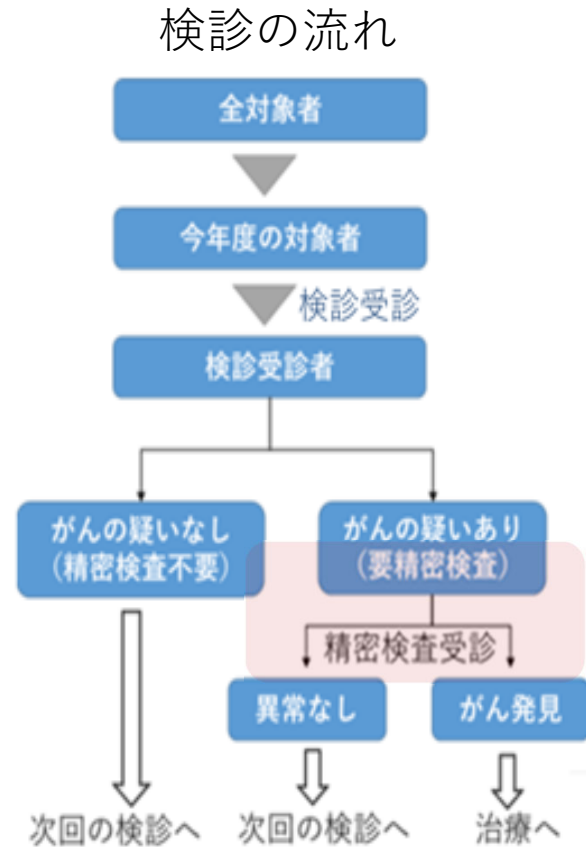 検診の流れ
全対象者
今年度の対象者
検診受診
検診受診者
がんの疑いなし
（精密検査不要）
がんの疑いあり
（要精密検査）
精密検査受診
異常なし
がん発見
次回の検診へ
次回の検診へ
治療へ